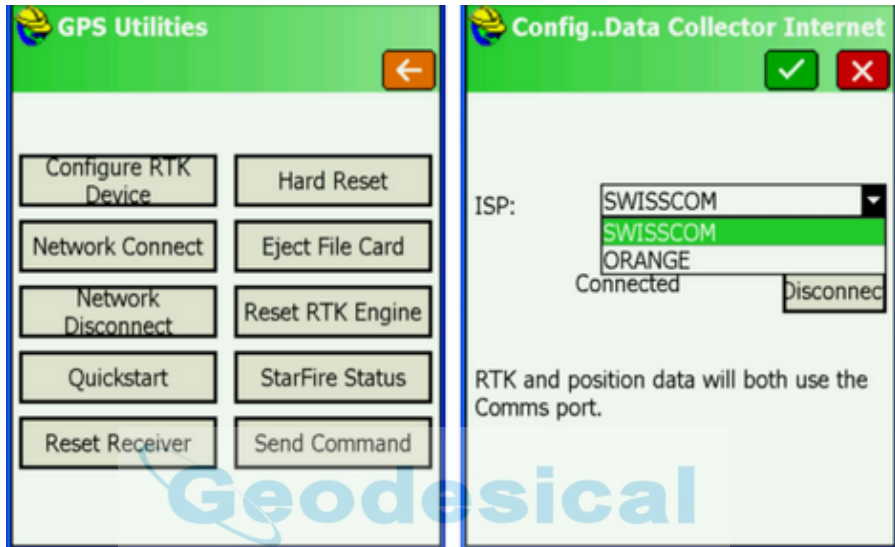 GPS Utilities
Configure RTK
Device
Hard Reset
Network Connect
Eject File Card
Network
Disconnect
Reset RTK Engine
Quickstart
StarFire Status
Reset Receiver
Send Command
Config..Data Collector Internet
ISP:
SWISSCOM
SWISSCOM
ORANGE
Connected
Disconnec
RTK and position data will both use the
Comms port.
Geodesical